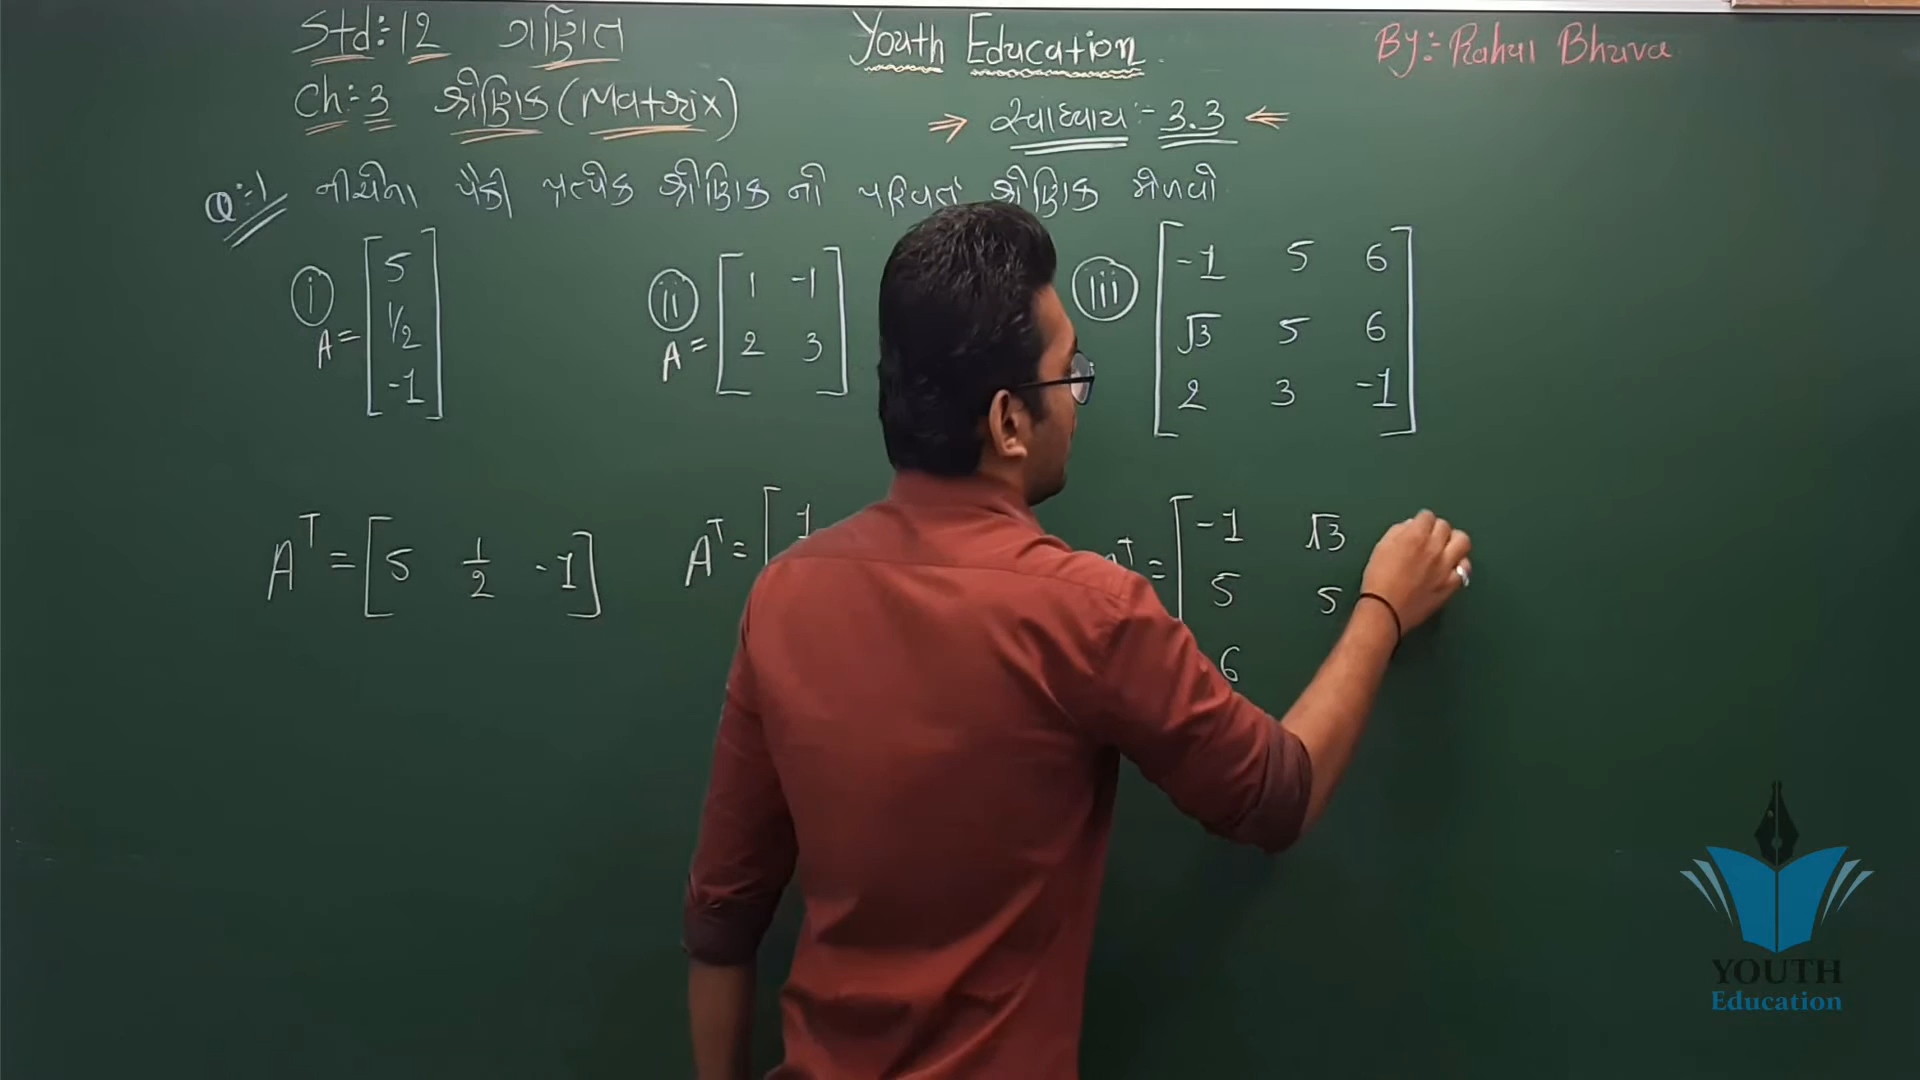 Std:-12 ગણિત
Youth Education.
By:- Rahul Bhuva
Ch:-3 શ્રેણિક (Matrix)
⇒ સ્વાધ્યાય:- 3.3 ⇐
Q:-1 નીચેના પૈકી પ્રત્યેક શ્રેણિક નો પરિવર્ત શ્રેણિક મેળવો
(i) A = [5
1/2
-1]
(ii) A = [1 -1
2 3]
(iii) [-1 5 6
√3 5 6
2 3 -1]
A^T = [5 1/2 -1]
A^T = [1
^T = [-1 √3
5 5
6
YOUTH
Education